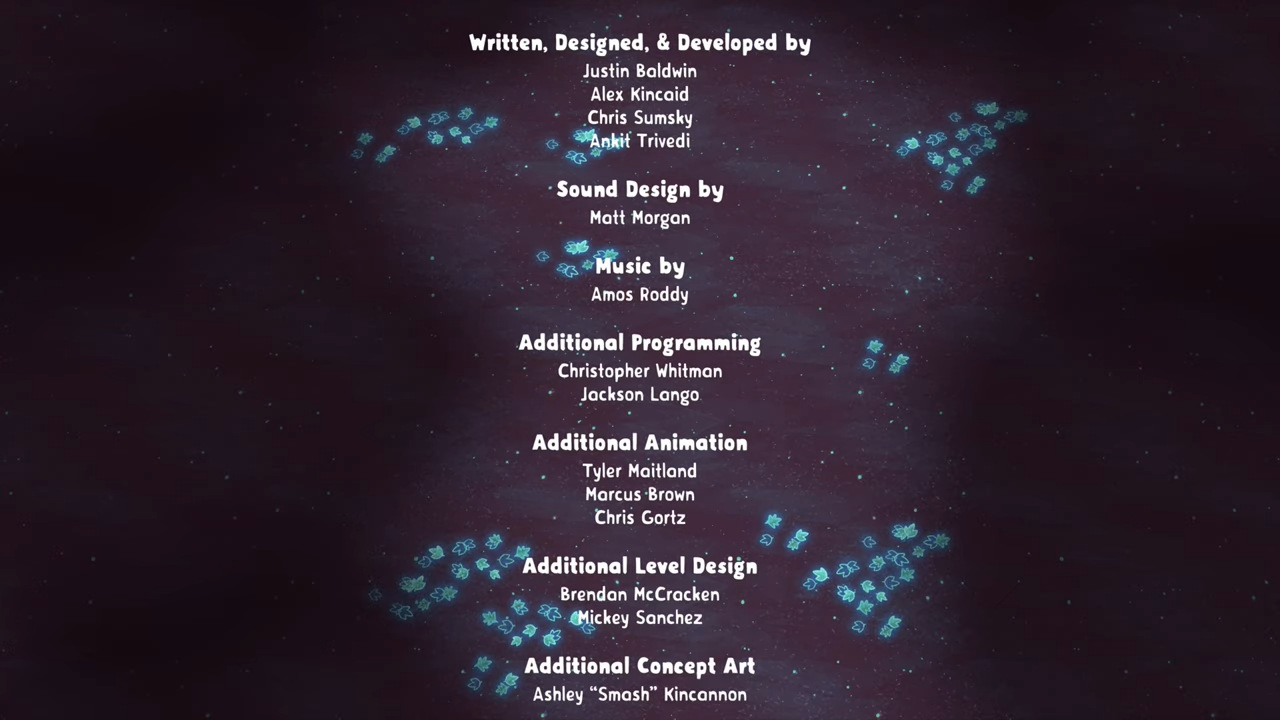 Written, Designed, & Developed by
Justin Baldwin
Alex Kincaid
Chris Sumsky
Ankit Trivedi
Sound Design by
Matt Morgan
Music by
Amos Roddy
Additional Programming
Christopher Whitman
Jackson Lango
Additional Animation
Tyler Maitland
Marcus Brown
Chris Gortz
Additional Level Design
Brendan McCracken
Mickey Sanchez
Additional Concept Art
Ashley “Smash” Kincannon